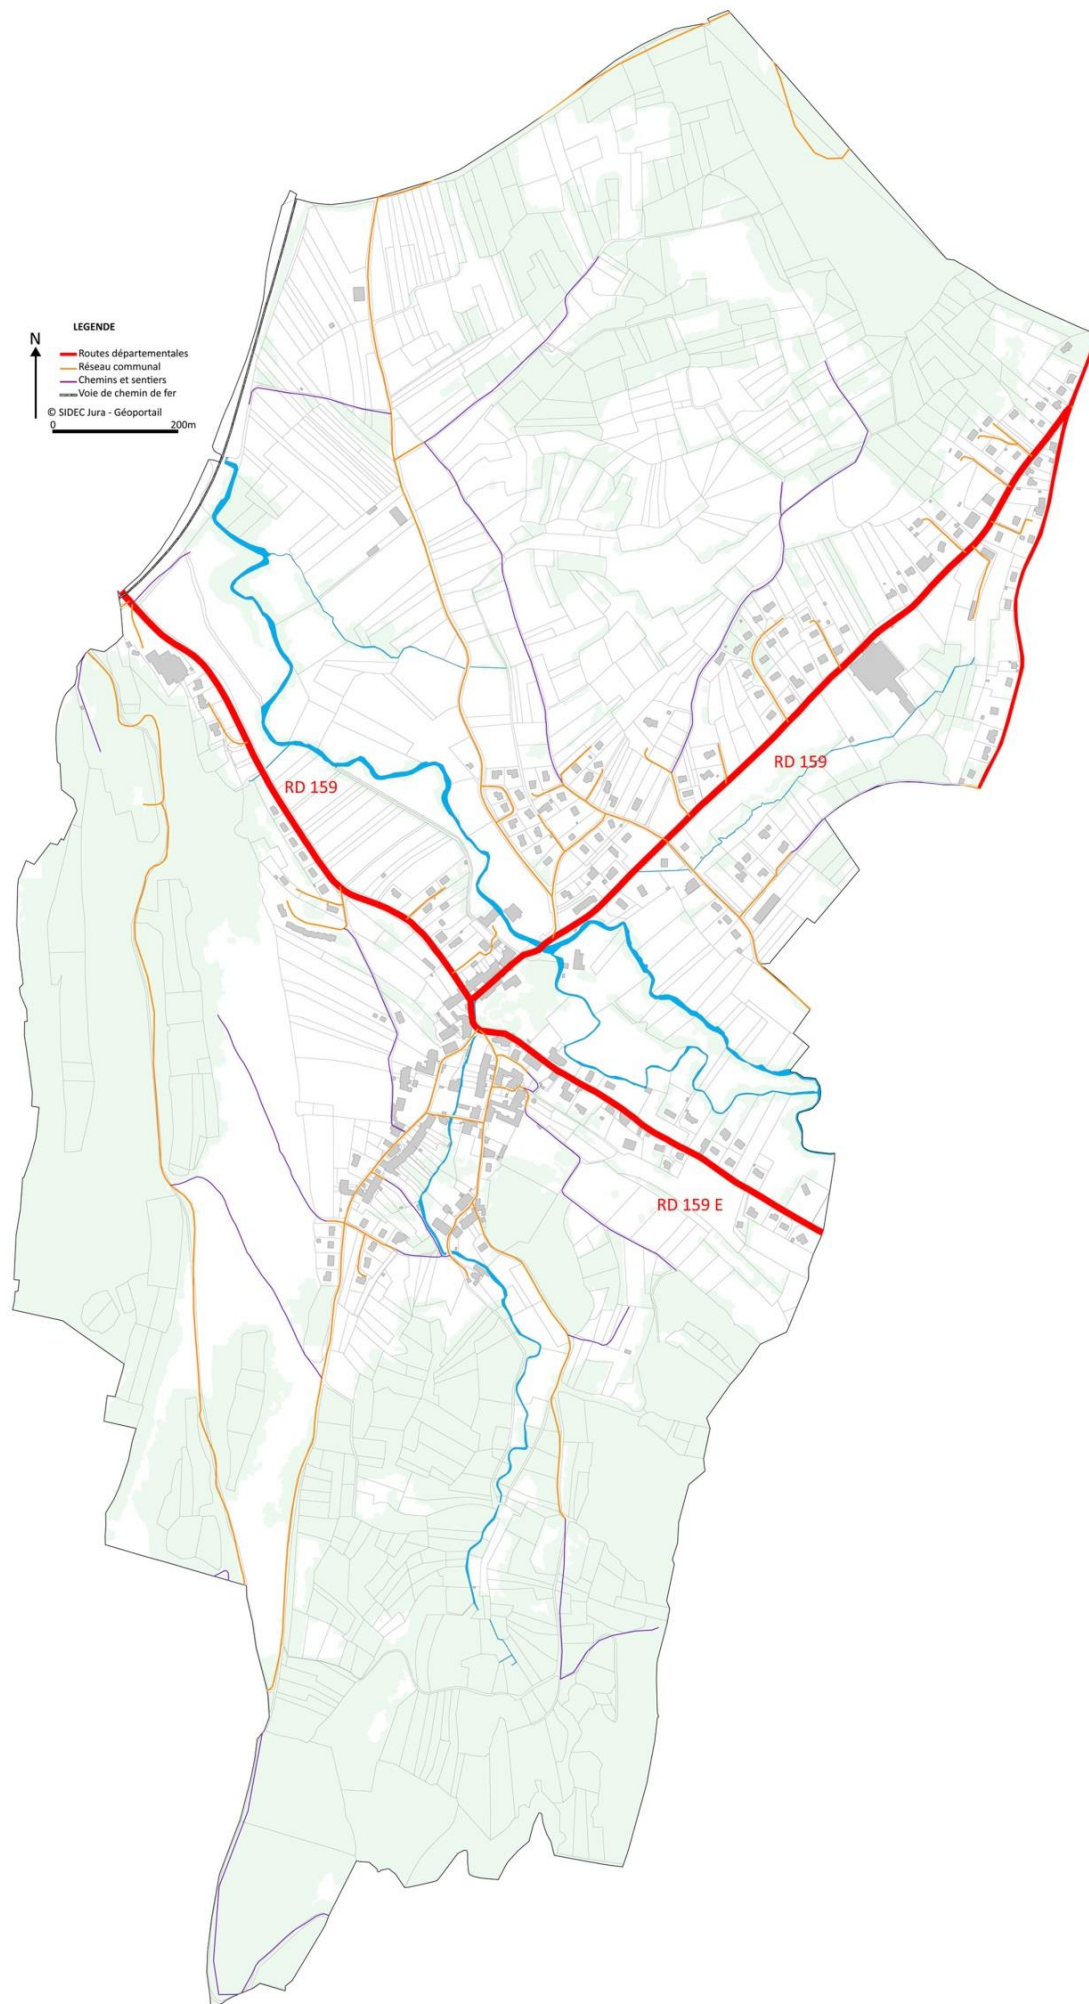 LEGENDE
N
Routes départementales
Réseau communal
Chemins et sentiers
Voie de chemin de fer
© SIDEC Jura - Géoportail
0 200m
RD 159
RD 159
RD 159 E